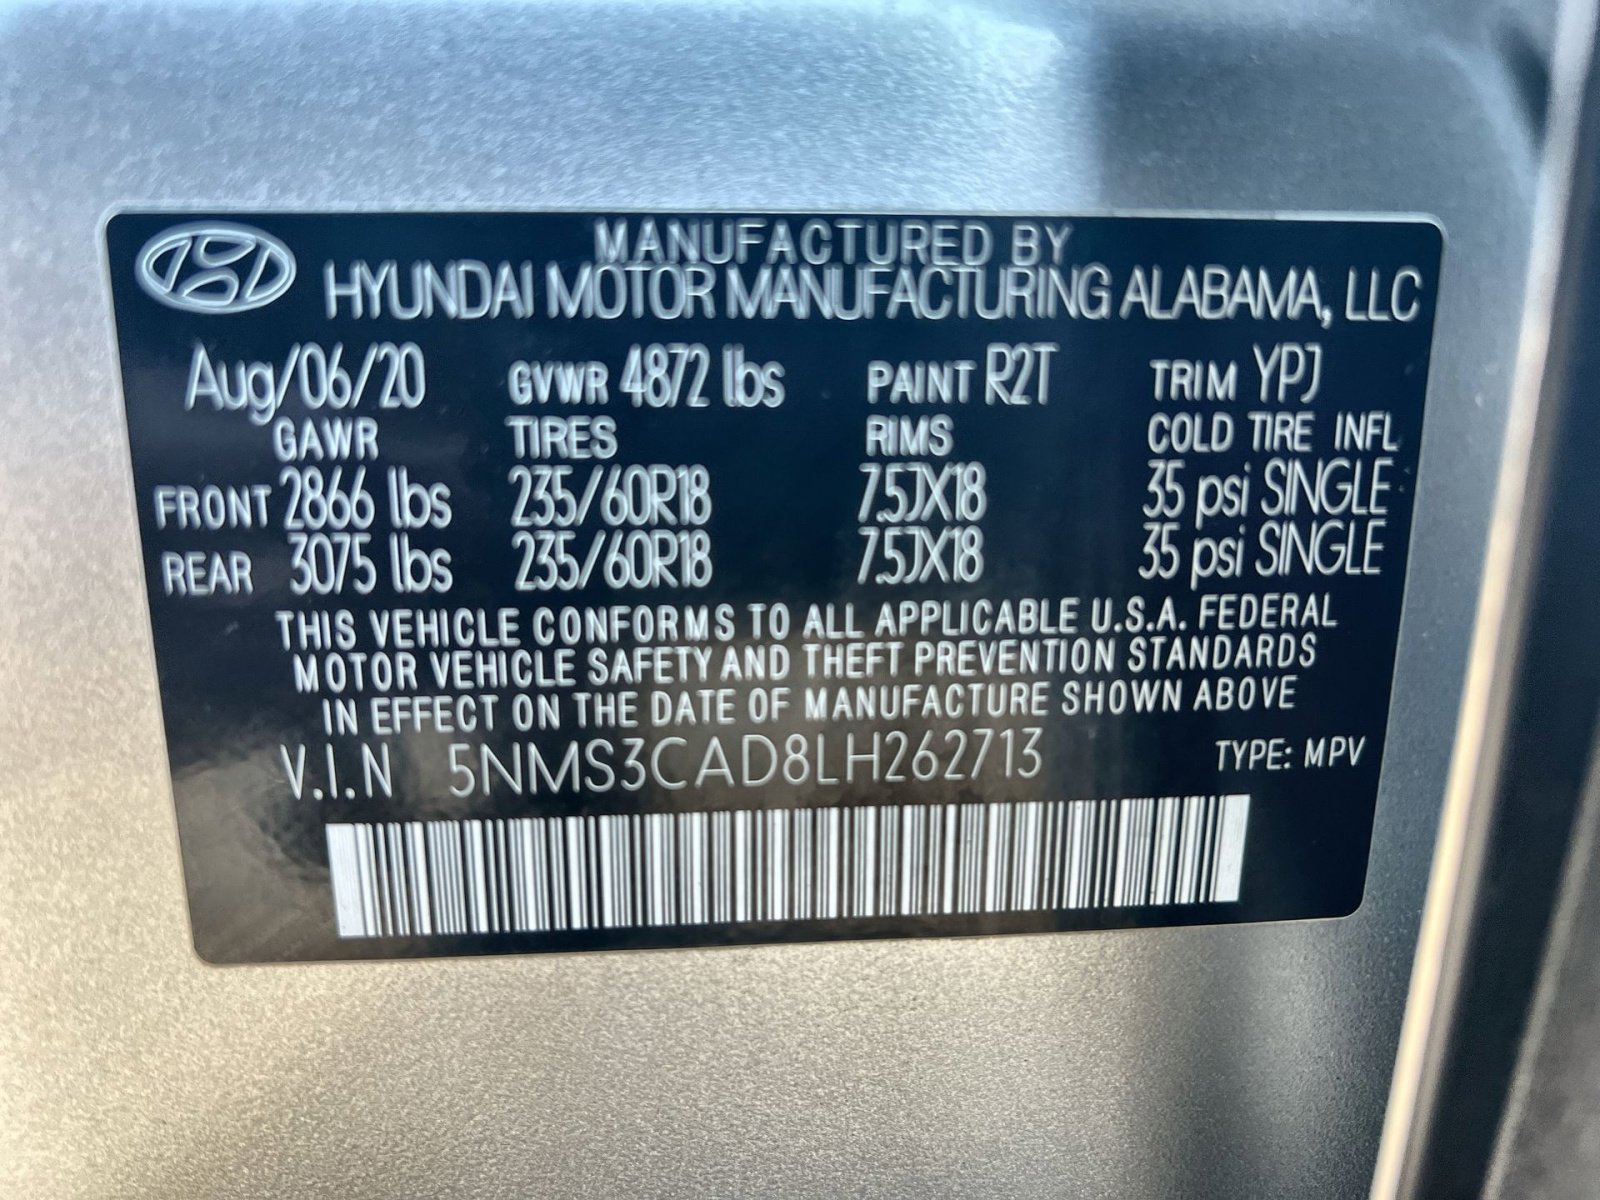 MANUFACTURED BY
HYUNDAI MOTOR MANUFACTURING ALABAMA, LLC
Aug/06/20 GVWR 4872 lbs PAINT R2T TRIM YPJ
GAWR TIRES RIMS COLD TIRE INFL
FRONT 2866 lbs 235/60R18 7.5JX18 35 psi SINGLE
REAR 3075 lbs 235/60R18 7.5JX18 35 psi SINGLE
THIS VEHICLE CONFORMS TO ALL APPLICABLE U.S.A. FEDERAL
MOTOR VEHICLE SAFETY AND THEFT PREVENTION STANDARDS
IN EFFECT ON THE DATE OF MANUFACTURE SHOWN ABOVE
V.I.N 5NMS3CAD8LH262713 TYPE: MPV